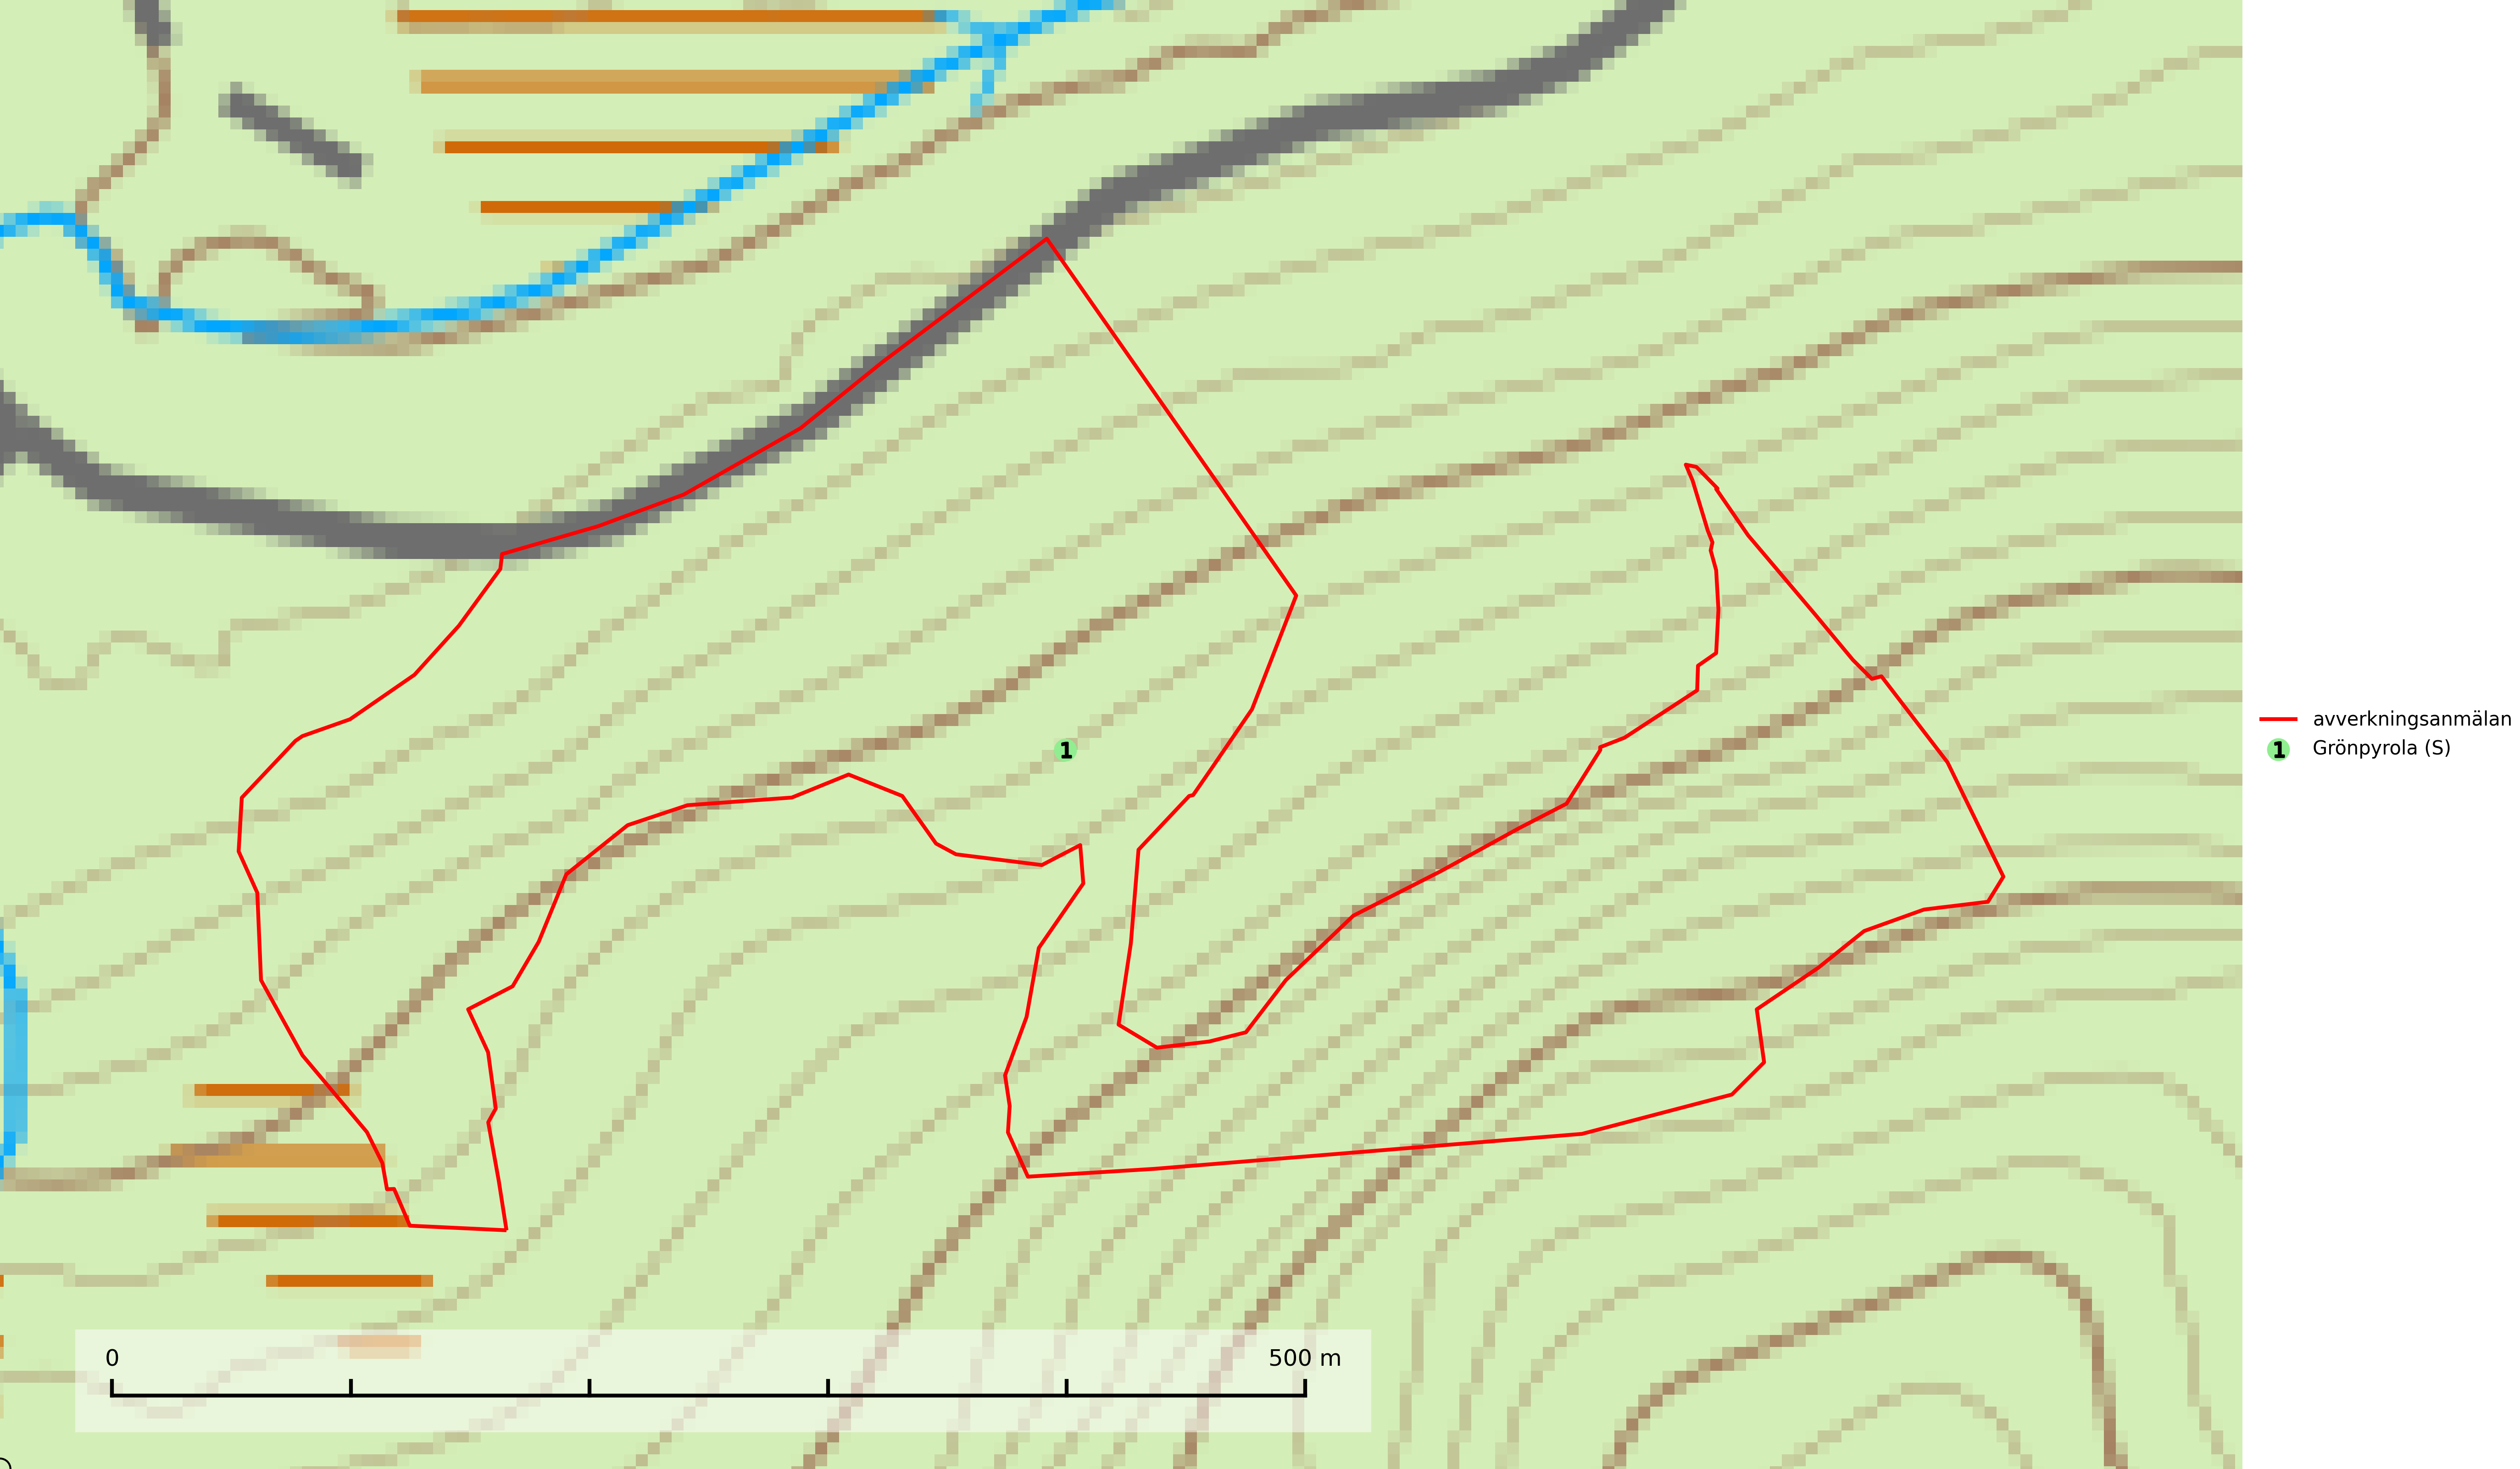 1
avverkningsanmälan
1 Grönpyrola (S)
0 500 m